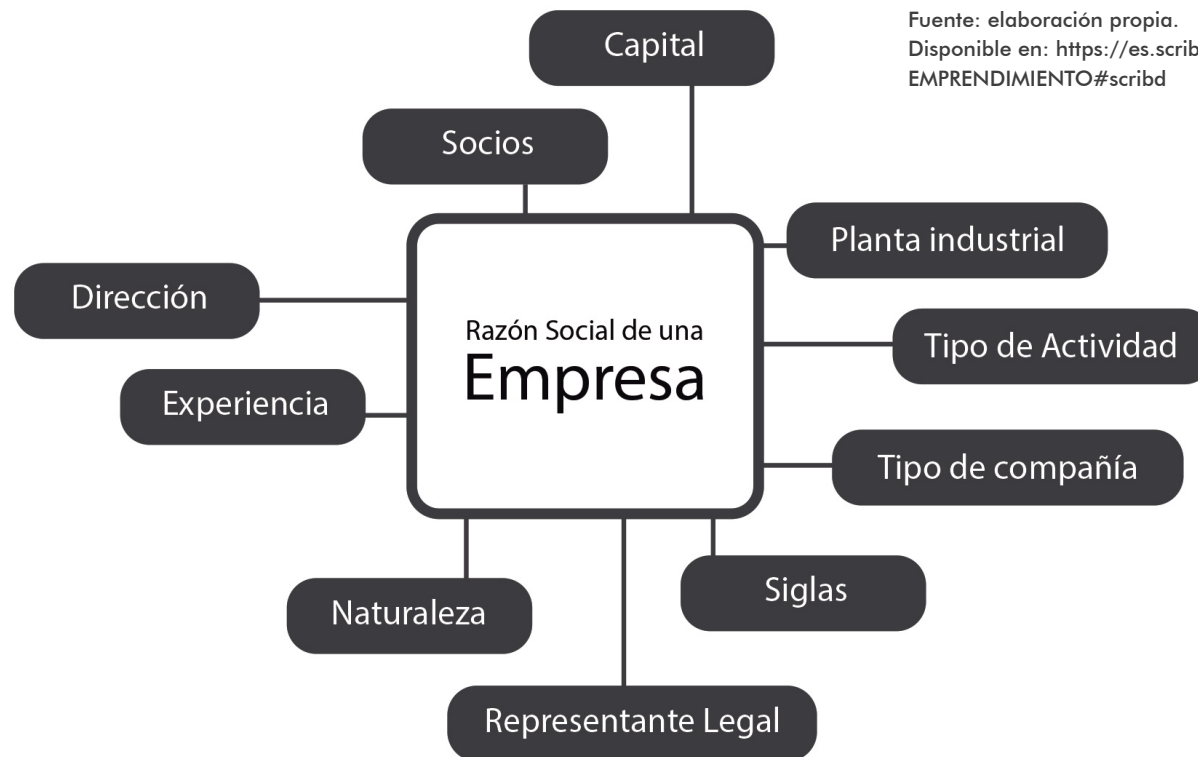 Fuente: elaboración propia.
Disponible en: https://es.scrib
EMPRENDIMIENTO#scribd
Capital
Socios
Planta industrial
Dirección
Razón Social de una
Empresa
Tipo de Actividad
Experiencia
Tipo de compañía
Siglas
Naturaleza
Representante Legal